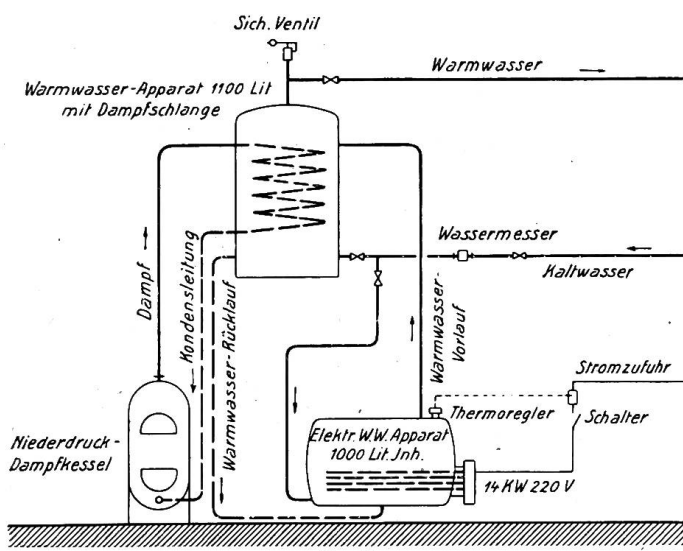 Sich. Ventil
Warmwasser
Warmwasser-Apparat 1100 Lit
mit Dampfschlange
Wassermesser
Kaltwasser
Dampf
Kondensleitung
Warmwasser-Rücklauf
Warmwasser-
Vorlauf
Stromzufuhr
Thermoregler
Schalter
Niederdruck-
Dampfkessel
Elektr. W.W. Apparat
1000 Lit. Jnh.
14 KW 220 V